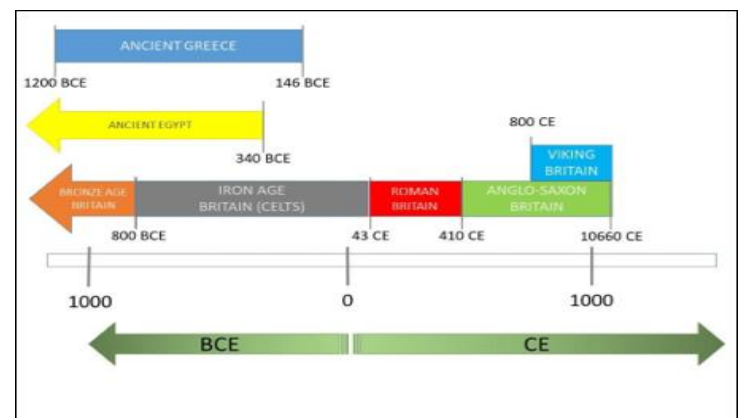 ANCIENT GREECE
1200 BCE
146 BCE
ANCIENT EGYPT
340 BCE
800 CE
VIKING
BRITAIN
BRONZE AGE
BRITAIN
IRON AGE
BRITAIN (CELTS)
ROMAN
BRITAIN
ANGLO-SAXON
BRITAIN
800 BCE
43 CE
410 CE
10660 CE
1000
0
1000
BCE
CE